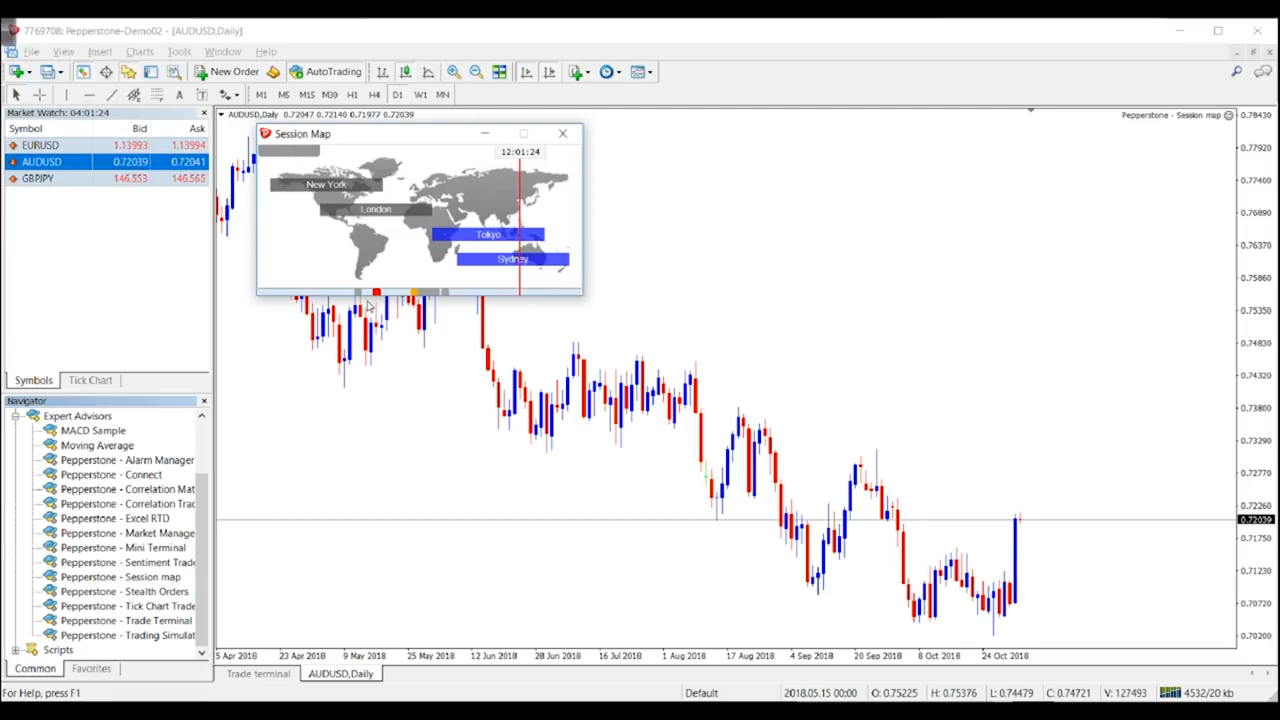 7769708: Pepperstone-Demo02 - [AUDUSD,Daily]
File View Insert Charts Tools Window Help
New Order AutoTrading
A T M1 M5 M15 M30 H1 H4 D1 W1 MN
Market Watch: 04:01:24
Symbol Bid Ask
EURUSD 1.13993 1.13994
AUDUSD 0.72039 0.72041
GBPJPY 146.553 146.565
Symbols Tick Chart
Navigator
Expert Advisors
MACD Sample
Moving Average
Pepperstone - Alarm Manager
Pepperstone - Connect
Pepperstone - Correlation Mat
Pepperstone - Correlation Trac
Pepperstone - Excel RTD
Pepperstone - Market Manage
Pepperstone - Mini Terminal
Pepperstone - Sentiment Trade
Pepperstone - Session map
Pepperstone - Stealth Orders
Pepperstone - Tick Chart Trade
Pepperstone - Trade Terminal
Pepperstone - Trading Simulat
Scripts
Common Favorites
AUDUSD,Daily 0.72047 0.72140 0.71977 0.72039
Pepperstone - Session map
Session Map
12:01:24
New York
London
Tokyo
Sydney
0.78430
0.77920
0.77400
0.76890
0.76370
0.75860
0.75350
0.74830
0.74320
0.73800
0.73290
0.72770
0.72260
0.72039
0.71750
0.71230
0.70720
0.70200
5 Apr 2018 23 Apr 2018 9 May 2018 25 May 2018 12 Jun 2018 28 Jun 2018 16 Jul 2018 1 Aug 2018 17 Aug 2018 4 Sep 2018 20 Sep 2018 8 Oct 2018 24 Oct 2018
Trade terminal AUDUSD,Daily
For Help, press F1 Default 2018.05.15 00:00 O: 0.75225 H: 0.75376 L: 0.74479 C: 0.74721 V: 127493 4532/20 kb